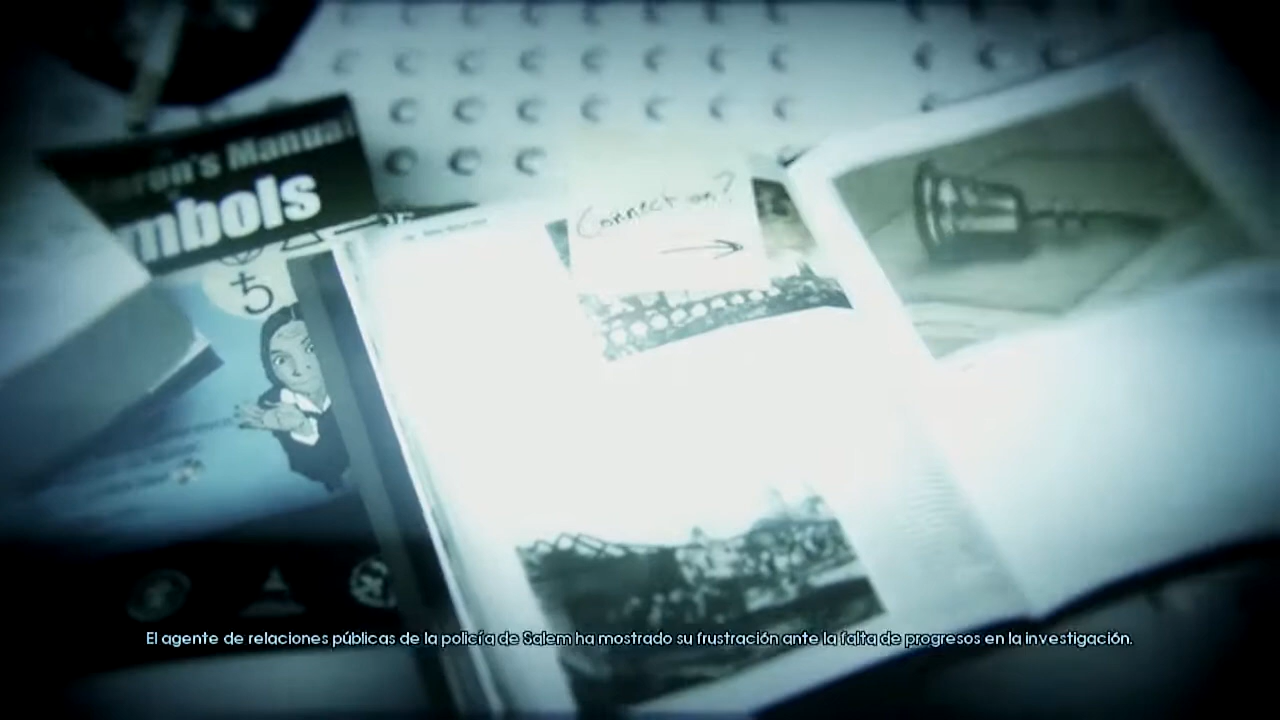 Manual
mbols
Connection?
El agente de relaciones públicas de la policía de Salem ha mostrado su frustración ante la falta de progresos en la investigación.